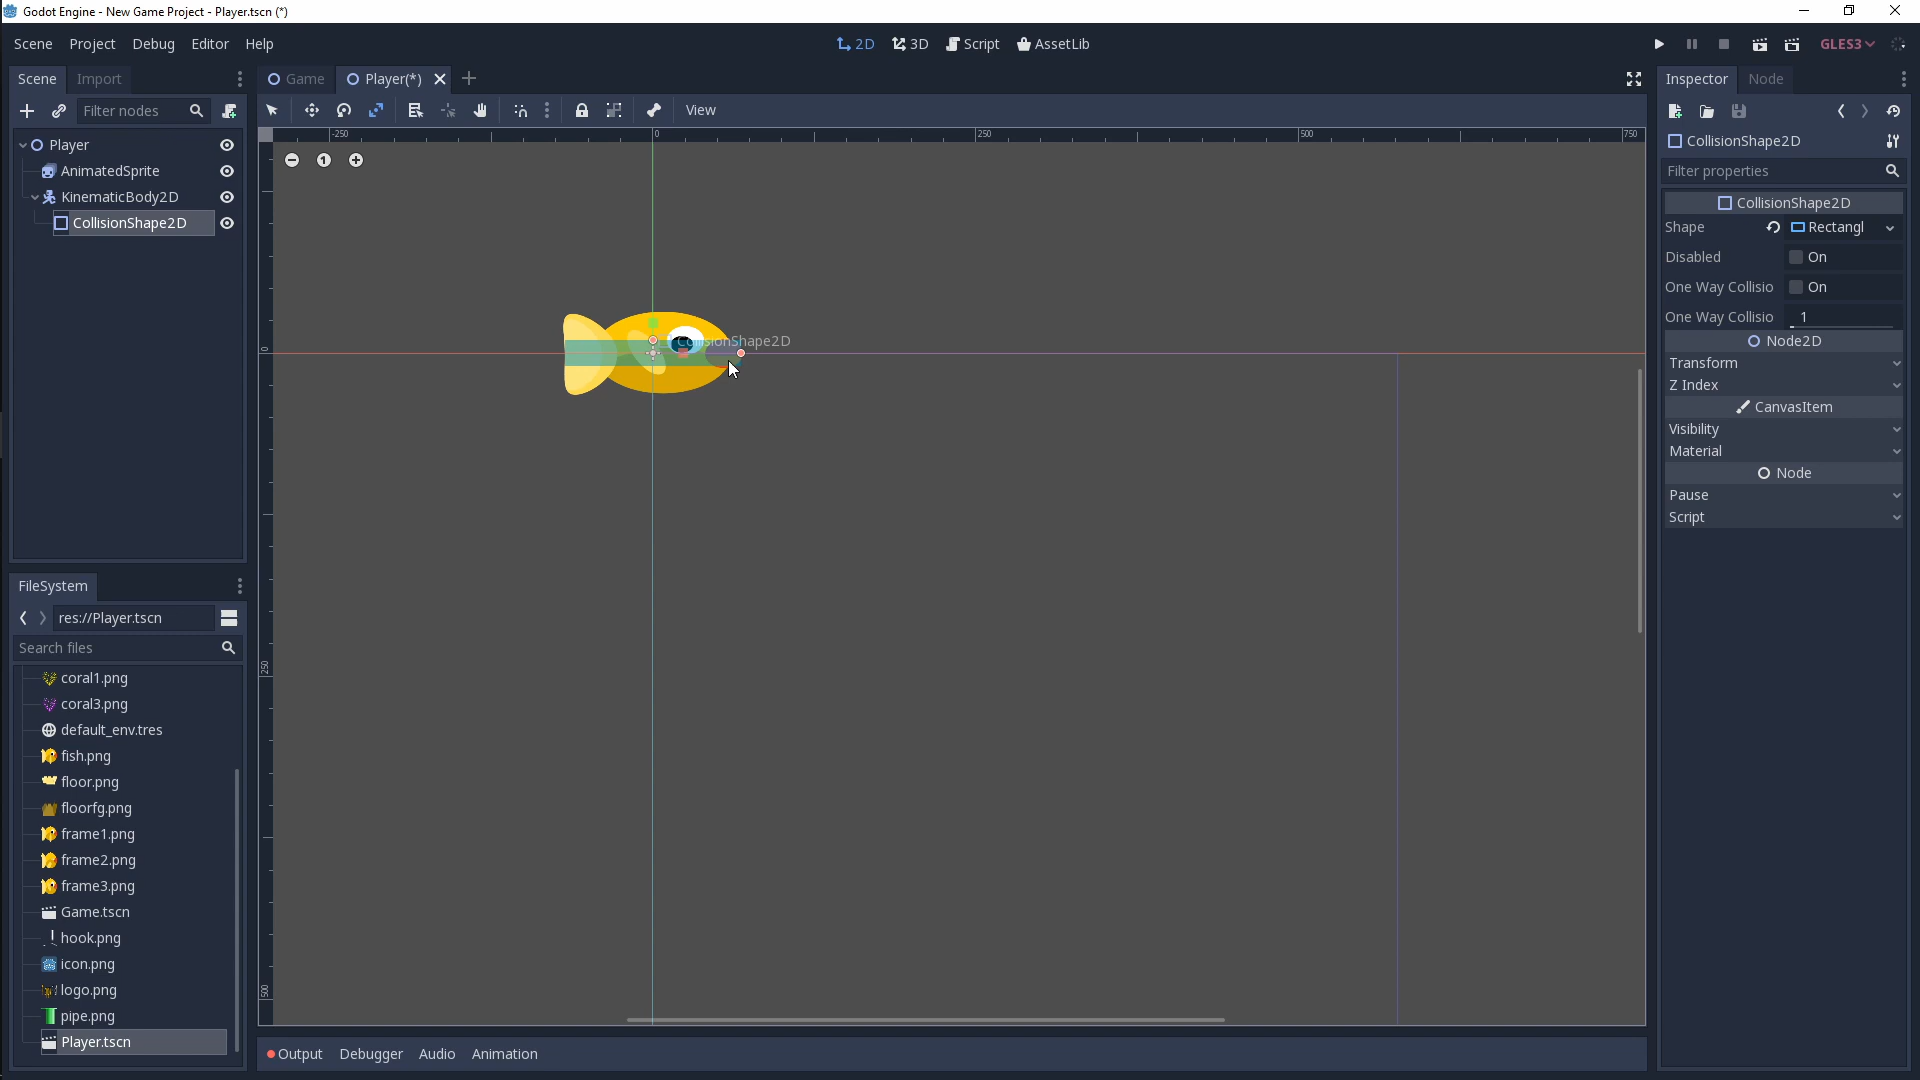 Godot Engine - New Game Project - Player.tscn (*)
Scene Project Debug Editor Help
2D 3D Script AssetLib
GLES3
Scene Import
Game Player(*)
Inspector Node
Filter nodes
View
CollisionShape2D
Filter properties
Player
AnimatedSprite
KinematicBody2D
CollisionShape2D
-250 0 250 500 750
1
CollisionShape2D
0
250
500
CollisionShape2D
Shape Rectangl
Disabled On
One Way Collisio On
One Way Collisio 1
Node2D
Transform
Z Index
CanvasItem
Visibility
Material
Node
Pause
Script
FileSystem
res://Player.tscn
Search files
coral1.png
coral3.png
default_env.tres
fish.png
floor.png
floorfg.png
frame1.png
frame2.png
frame3.png
Game.tscn
hook.png
icon.png
logo.png
pipe.png
Player.tscn
Output Debugger Audio Animation